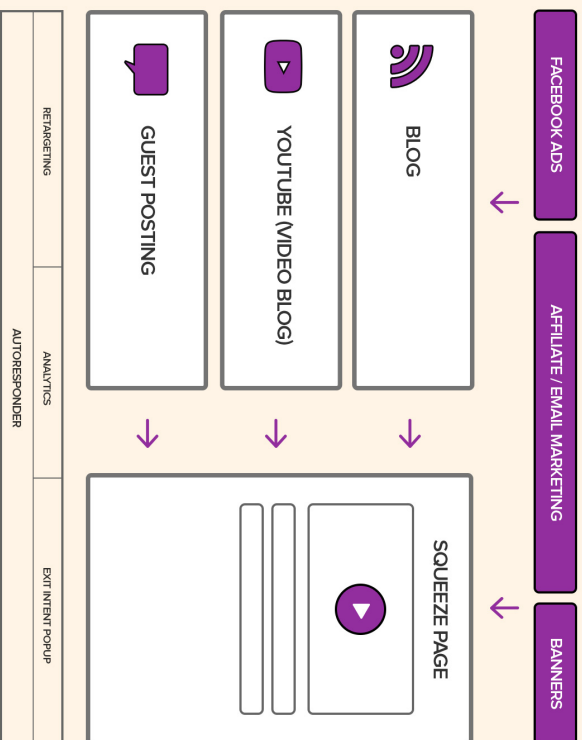 FACEBOOK ADS
AFFILIATE / EMAIL MARKETING
BANNERS
BLOG
SQUEEZE PAGE
YOUTUBE (VIDEO BLOG)
GUEST POSTING
RETARGETING
ANALYTICS
EXIT INTENT POPUP
AUTORESPONDER